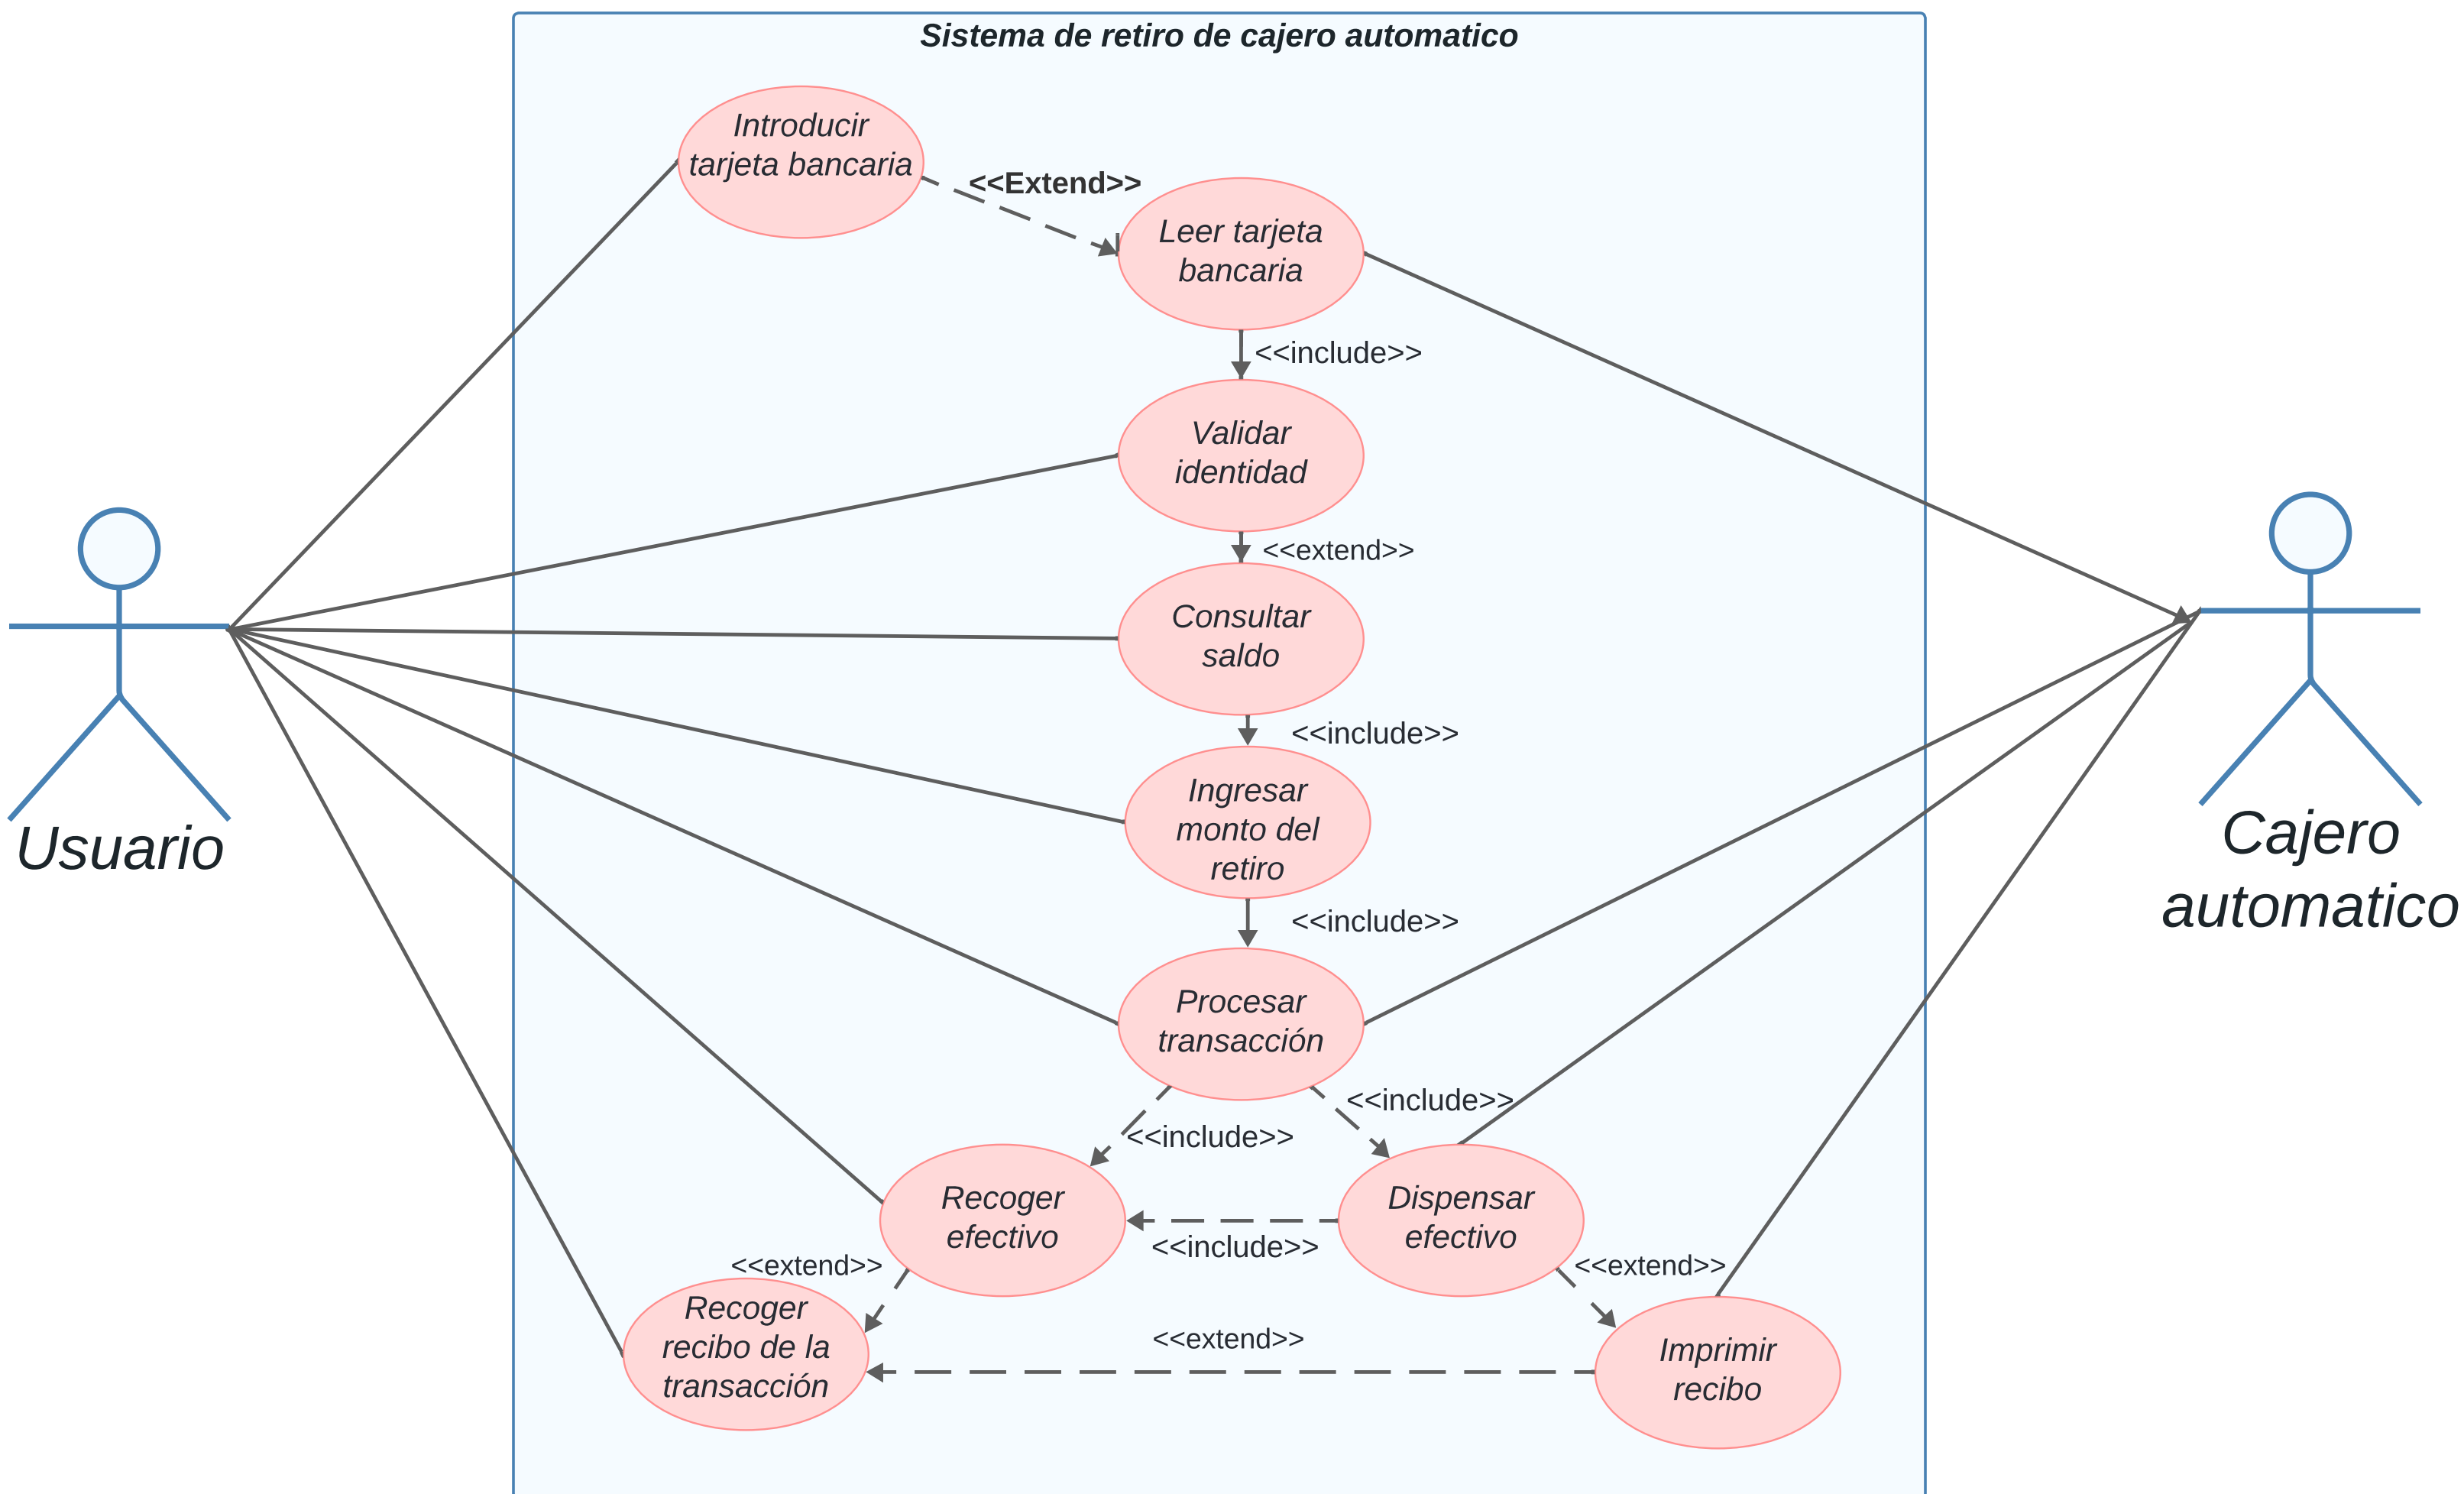 Sistema de retiro de cajero automatico
Introducir
tarjeta bancaria
<<Extend>>
Leer tarjeta
bancaria
<<include>>
Validar
identidad
<<extend>>
Consultar
saldo
<<include>>
Ingresar
monto del
retiro
Usuario
Cajero
automatico
<<include>>
Procesar
transacción
<<include>>
<<include>>
Recoger
efectivo
Dispensar
efectivo
<<include>>
<<extend>>
<<extend>>
Recoger
recibo de la
transacción
<<extend>>
Imprimir
recibo